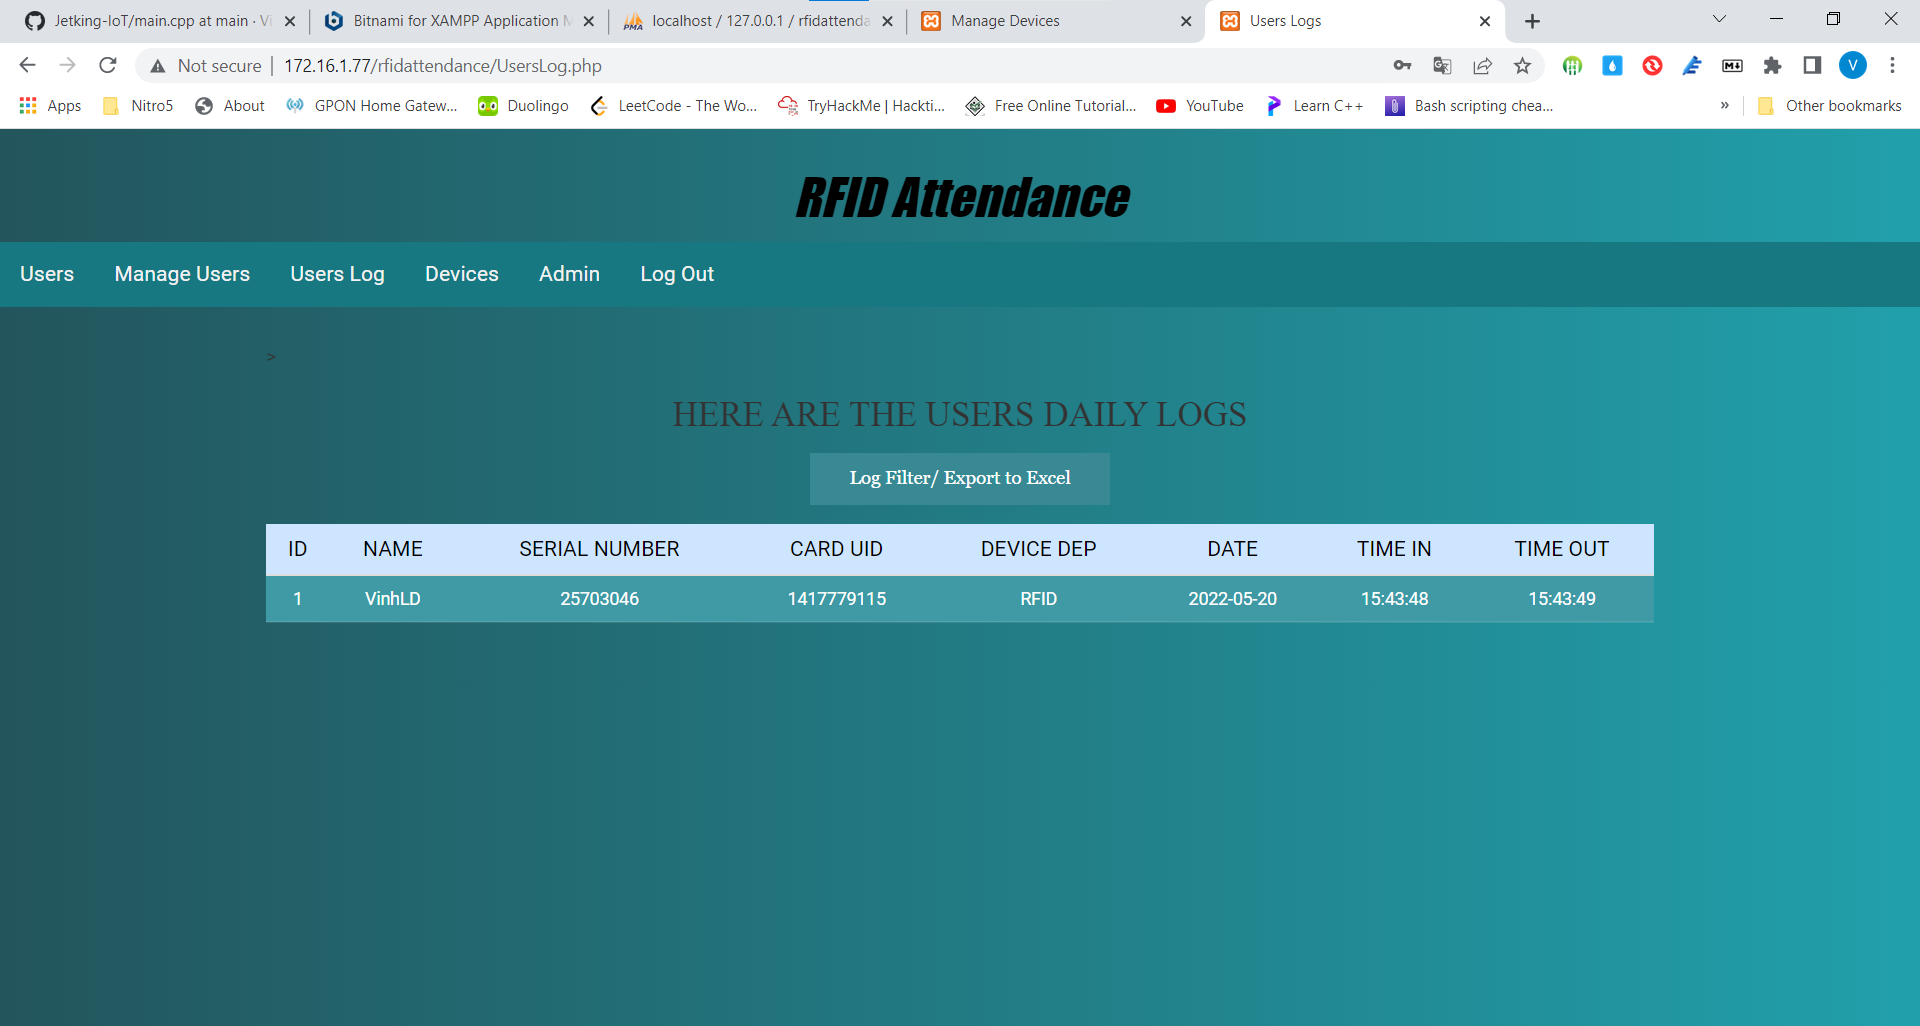 Jetking-IoT/main.cpp at main · Vi
Bitnami for XAMPP Application M
localhost / 127.0.0.1 / rfidattenda
Manage Devices
Users Logs
Not secure | 172.16.1.77/rfidattendance/UsersLog.php
V
Apps
Nitro5
About
GPON Home Gatew...
Duolingo
LeetCode - The Wo...
TryHackMe | Hackti...
Free Online Tutorial...
YouTube
Learn C++
Bash scripting chea...
»
Other bookmarks
RFID Attendance
Users Manage Users Users Log Devices Admin Log Out
>
HERE ARE THE USERS DAILY LOGS
Log Filter/ Export to Excel
ID NAME SERIAL NUMBER CARD UID DEVICE DEP DATE TIME IN TIME OUT
1 VinhLD 25703046 1417779115 RFID 2022-05-20 15:43:48 15:43:49